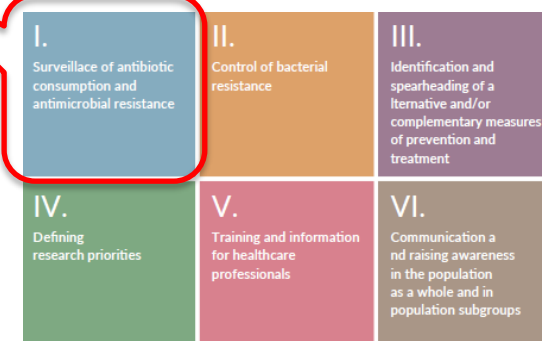 I.
Surveillace of antibiotic
consumption and
antimicrobial resistance
II.
Control of bacterial
resistance
III.
Identification and
spearheading of a
lternative and/or
complementary measures
of prevention and
treatment
IV.
Defining
research priorities
V.
Training and information
for healthcare
professionals
VI.
Communication a
nd raising awareness
in the population
as a whole and in
population subgroups